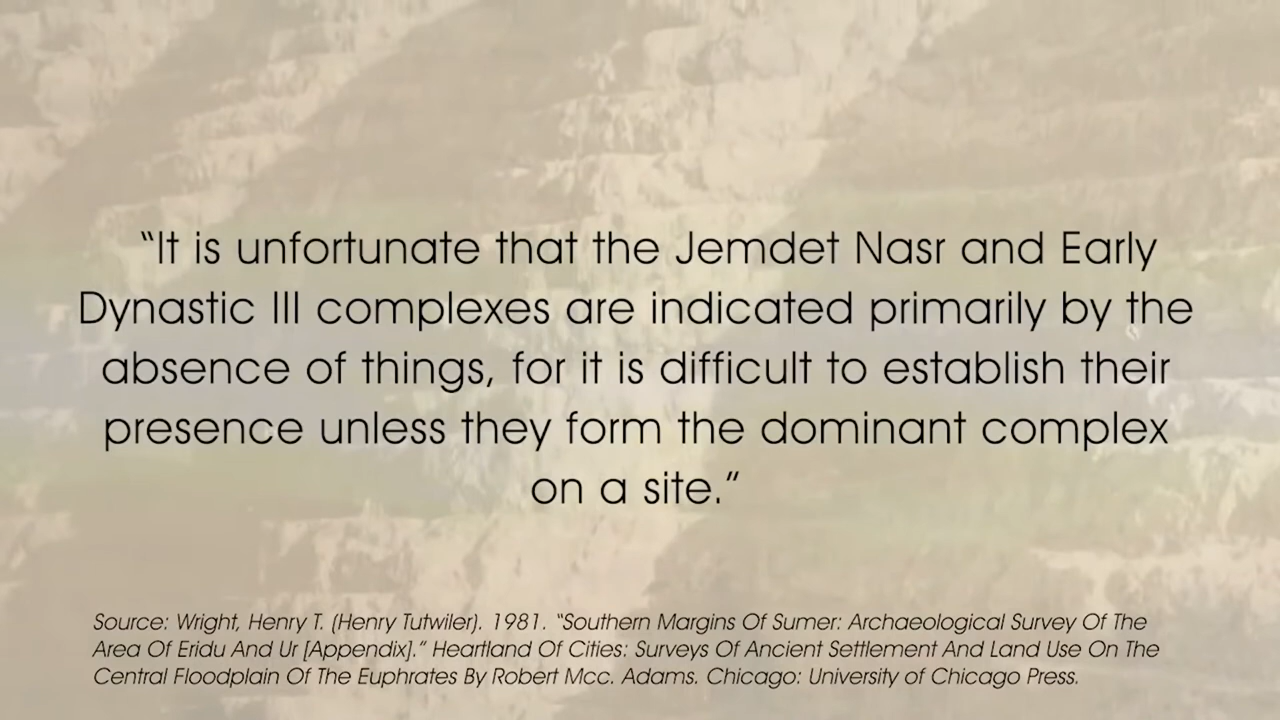 “It is unfortunate that the Jemdet Nasr and Early
Dynastic III complexes are indicated primarily by the
absence of things, for it is difficult to establish their
presence unless they form the dominant complex
on a site.”
Source: Wright, Henry T. (Henry Tutwiler). 1981. “Southern Margins Of Sumer: Archaeological Survey Of The
Area Of Eridu And Ur [Appendix].” Heartland Of Cities: Surveys Of Ancient Settlement And Land Use On The
Central Floodplain Of The Euphrates By Robert Mcc. Adams. Chicago: University of Chicago Press.